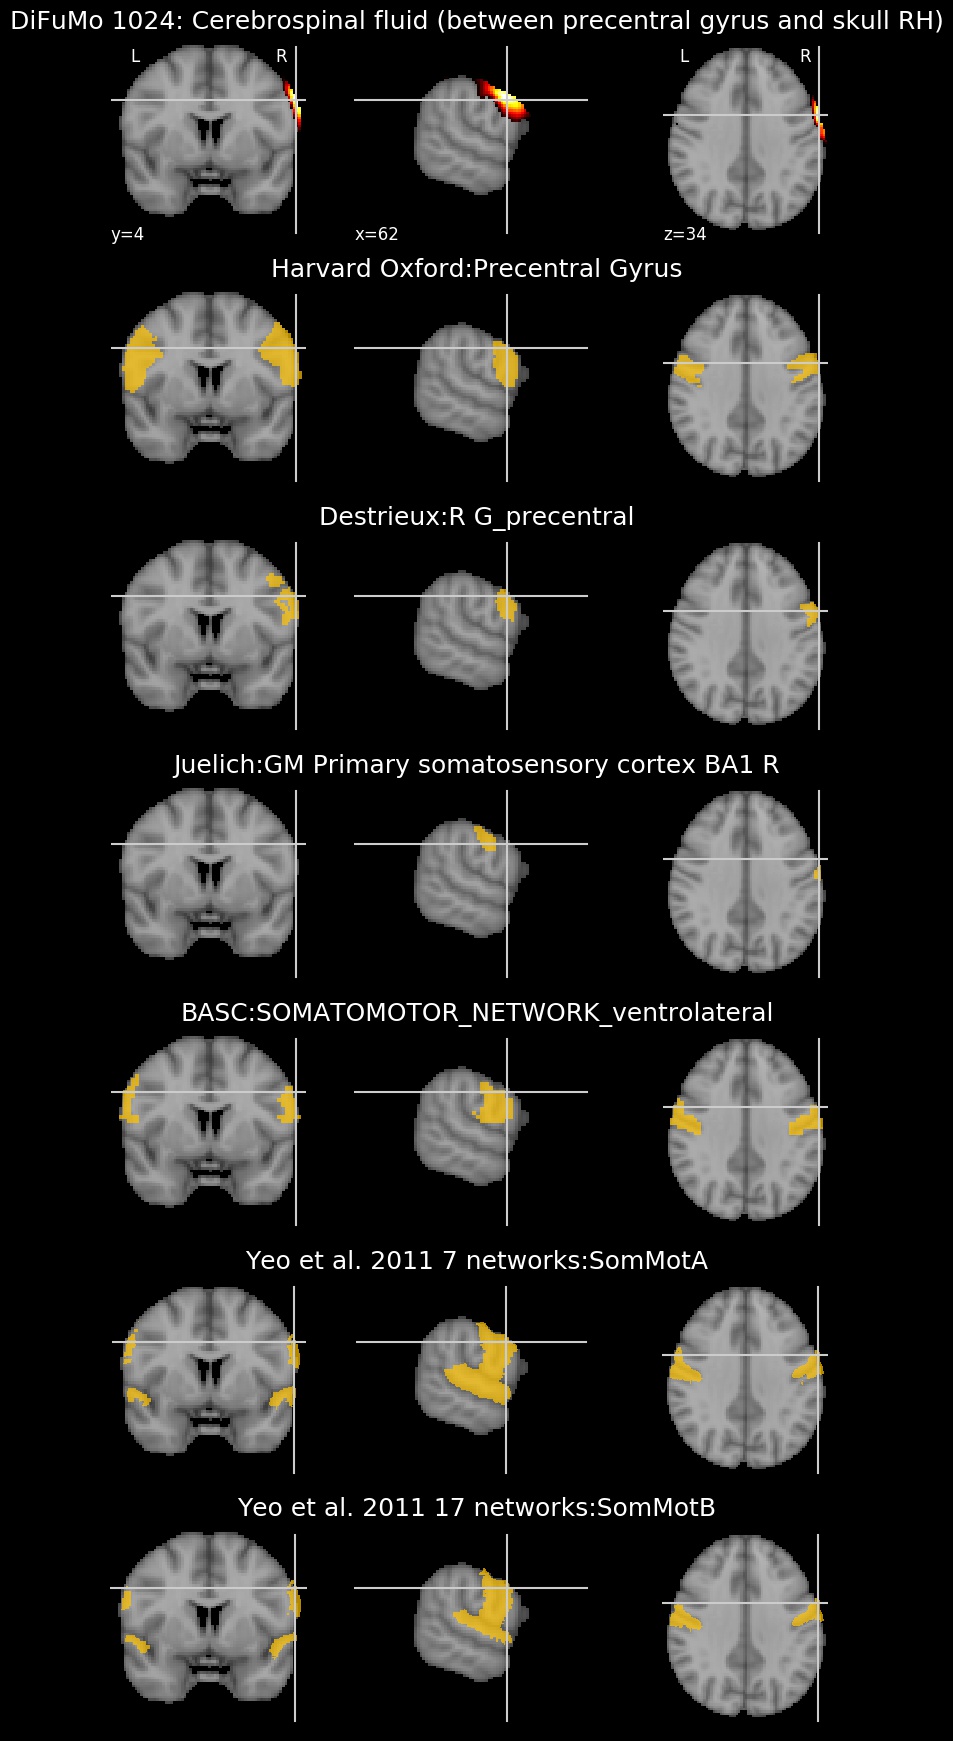 DiFuMo 1024: Cerebrospinal fluid (between precentral gyrus and skull RH)
L R L R
y=4 x=62 z=34
Harvard Oxford:Precentral Gyrus
Destrieux:R G_precentral
Juelich:GM Primary somatosensory cortex BA1 R
BASC:SOMATOMOTOR_NETWORK_ventrolateral
Yeo et al. 2011 7 networks:SomMotA
Yeo et al. 2011 17 networks:SomMotB